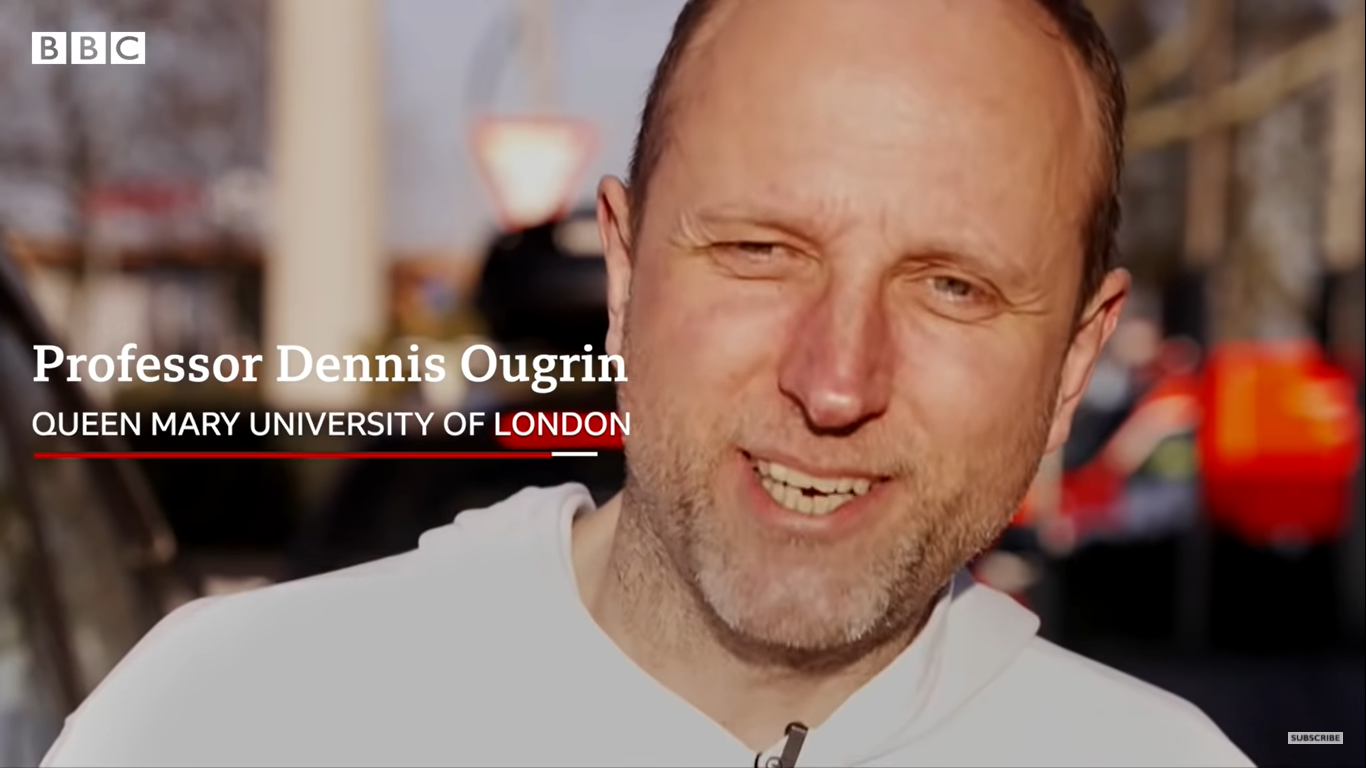 BBC
Professor Dennis Ougrin
QUEEN MARY UNIVERSITY OF LONDON
SUBSCRIBE